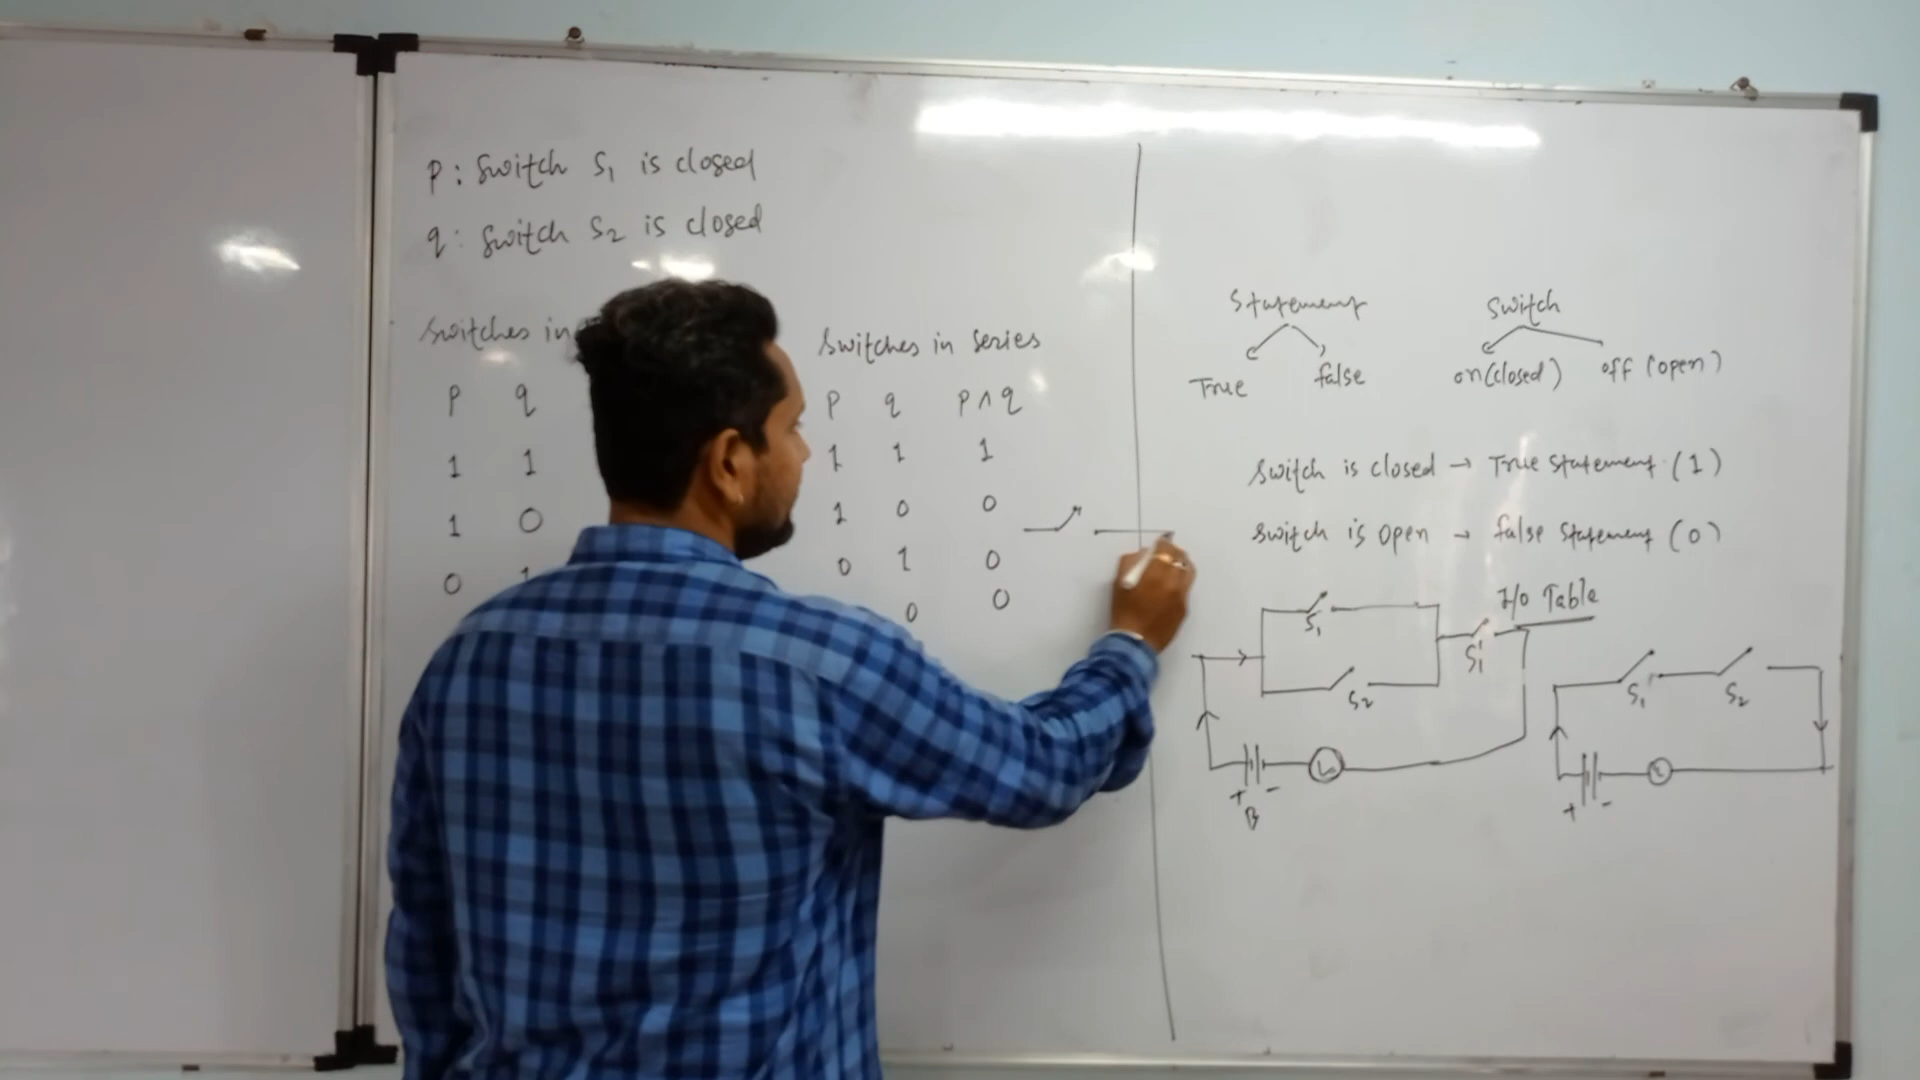 p : Switch S1 is closed
q : Switch S2 is closed
Switches in
p q
1 1
1 0
0 1
Switches in series
p q p ∧ q
1 1 1
1 0 0
0 1 0
0 0
Statement
True false
Switch
on(closed) off (open)
Switch is closed → True Statement (1)
Switch is open → false Statement (0)
I/O Table
S1
S2
S1'
+ -
B
L
S1 S2
+ -